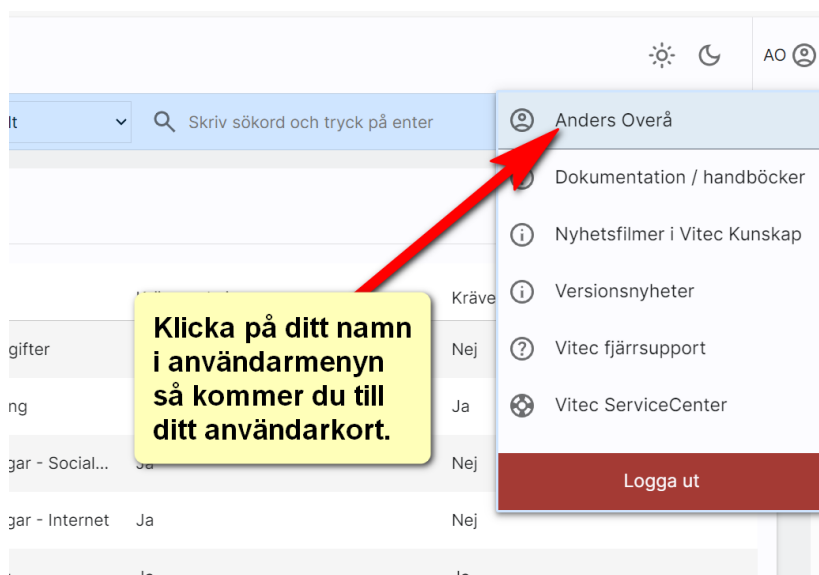 AO
lt
Skriv sökord och tryck på enter
Anders Overå
Dokumentation / handböcker
Nyhetsfilmer i Vitec Kunskap
Versionsnyheter
Vitec fjärrsupport
Vitec ServiceCenter
Logga ut
Klicka på ditt namn
i användarmenyn
så kommer du till
ditt användarkort.
Kräve
gifter
Nej
ng
Ja
gar - Social...
Ja
Nej
gar - Internet
Ja
Nej